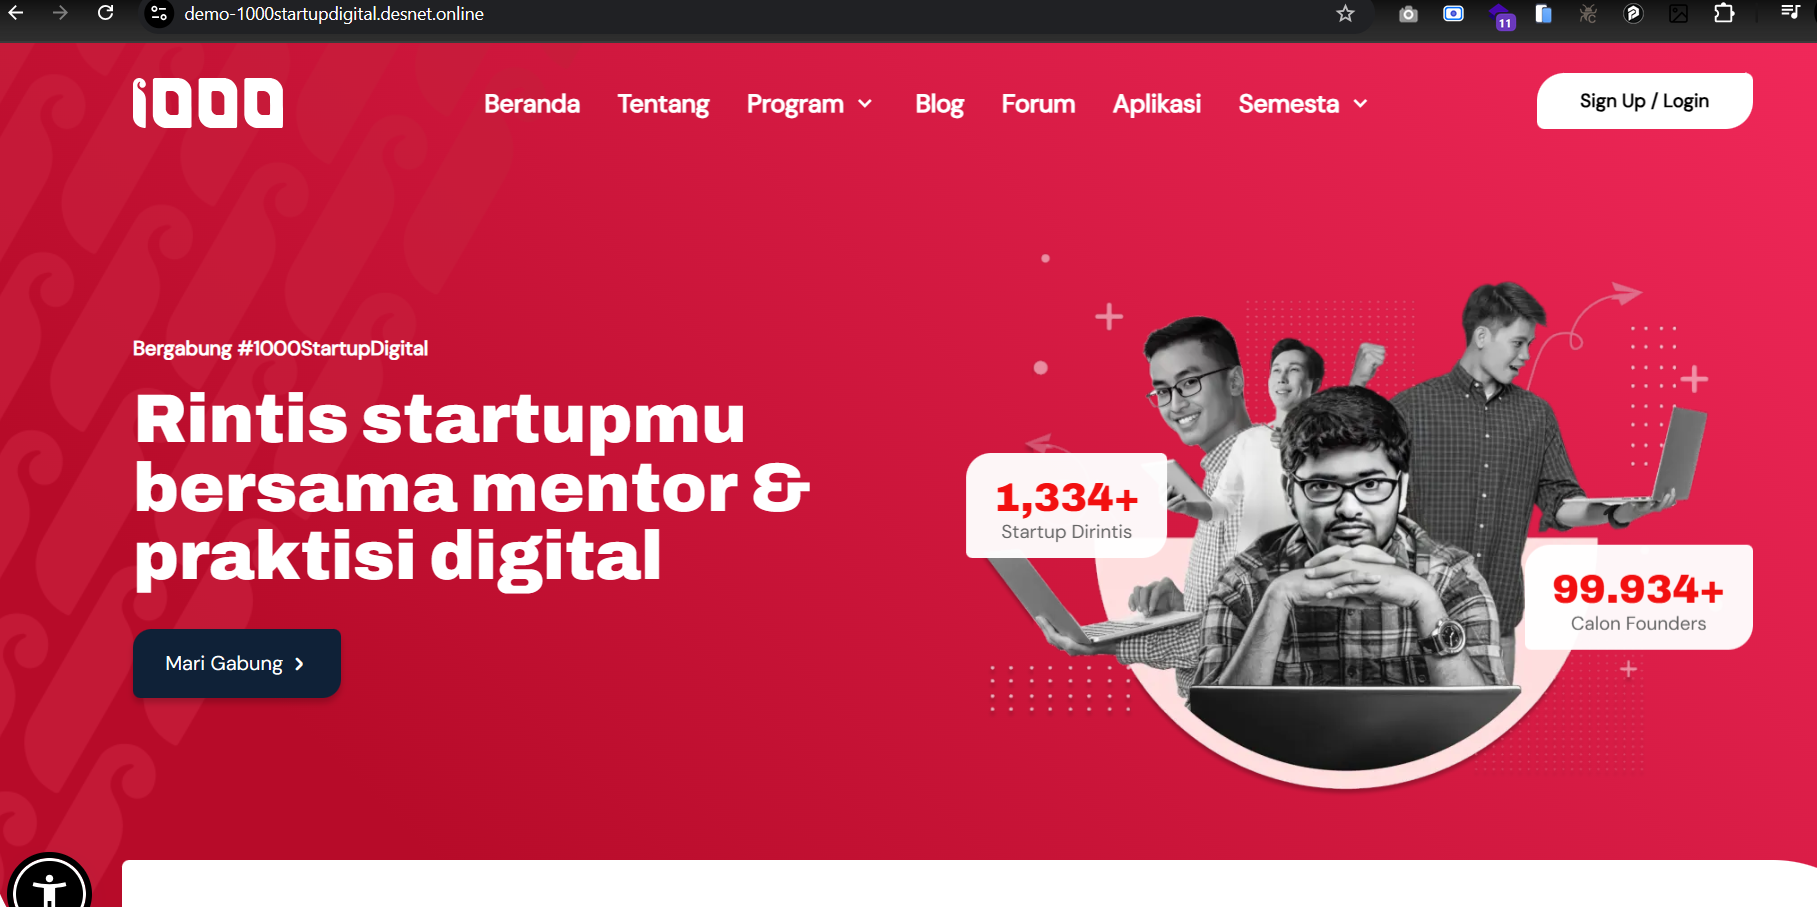 demo-1000startupdigital.desnet.online
11
i000
Beranda Tentang Program Blog Forum Aplikasi Semesta
Sign Up / Login
Bergabung #1000StartupDigital
Rintis startupmu
bersama mentor &
praktisi digital
Mari Gabung
1,334+
Startup Dirintis
99.934+
Calon Founders